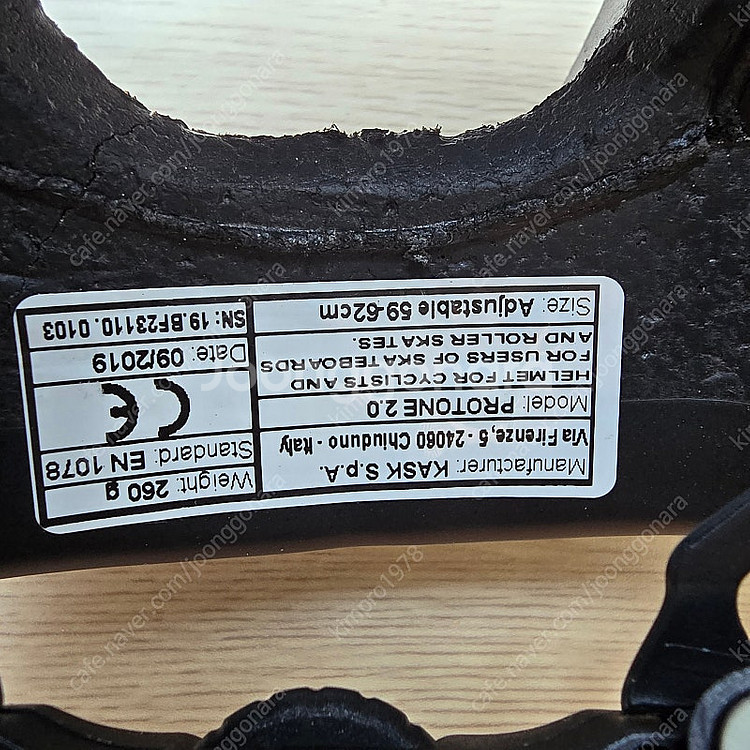 Manufacturer: KASK S.p.A.
Via Firenze, 5 - 24060 Chiuduno - Italy
Model: PROTONE 2.0
HELMET FOR CYCLISTS AND
FOR USERS OF SKATEBOARDS
AND ROLLER SKATES.
Size: Adjustable 59-62cm
Weight: 260 g
Standard: EN 1078
CE
Date: 09/2019
SN: 19.BF23110.0103
cafe.naver.com/joonggonara
kimoro1978